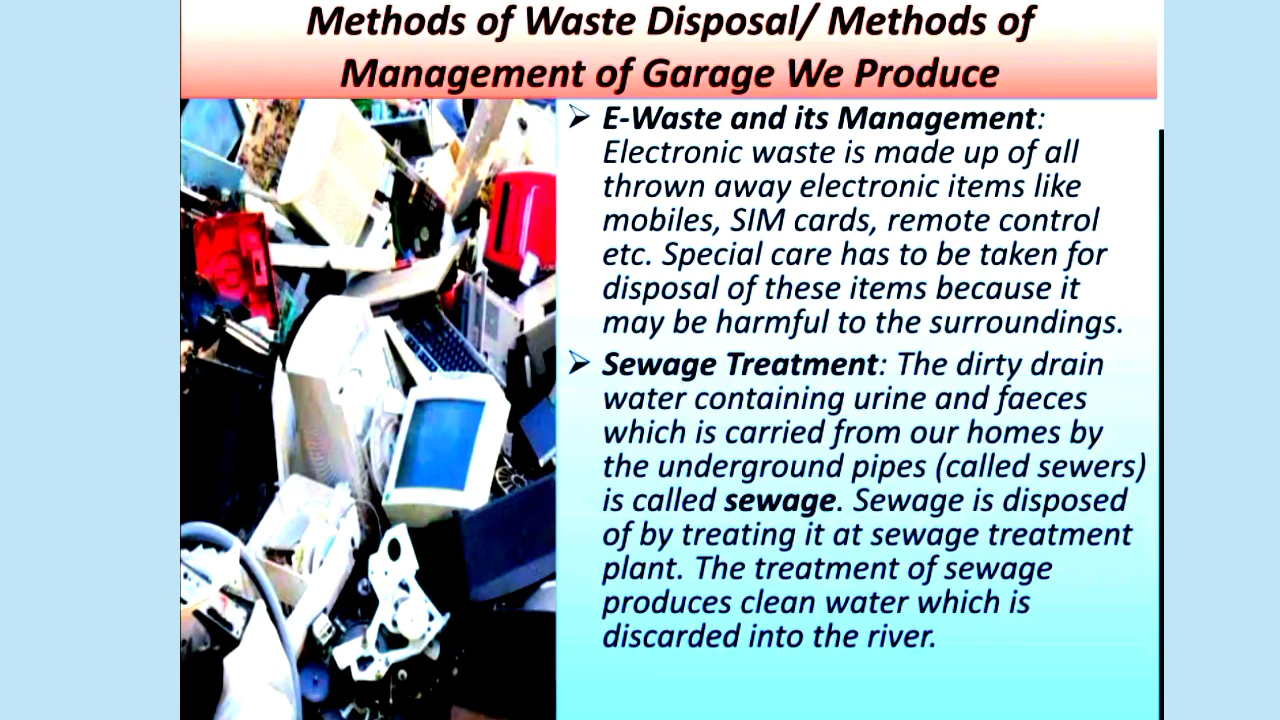 Methods of Waste Disposal/ Methods of
Management of Garage We Produce
➢ E-Waste and its Management:
Electronic waste is made up of all
thrown away electronic items like
mobiles, SIM cards, remote control
etc. Special care has to be taken for
disposal of these items because it
may be harmful to the surroundings.
➢ Sewage Treatment: The dirty drain
water containing urine and faeces
which is carried from our homes by
the underground pipes (called sewers)
is called sewage. Sewage is disposed
of by treating it at sewage treatment
plant. The treatment of sewage
produces clean water which is
discarded into the river.